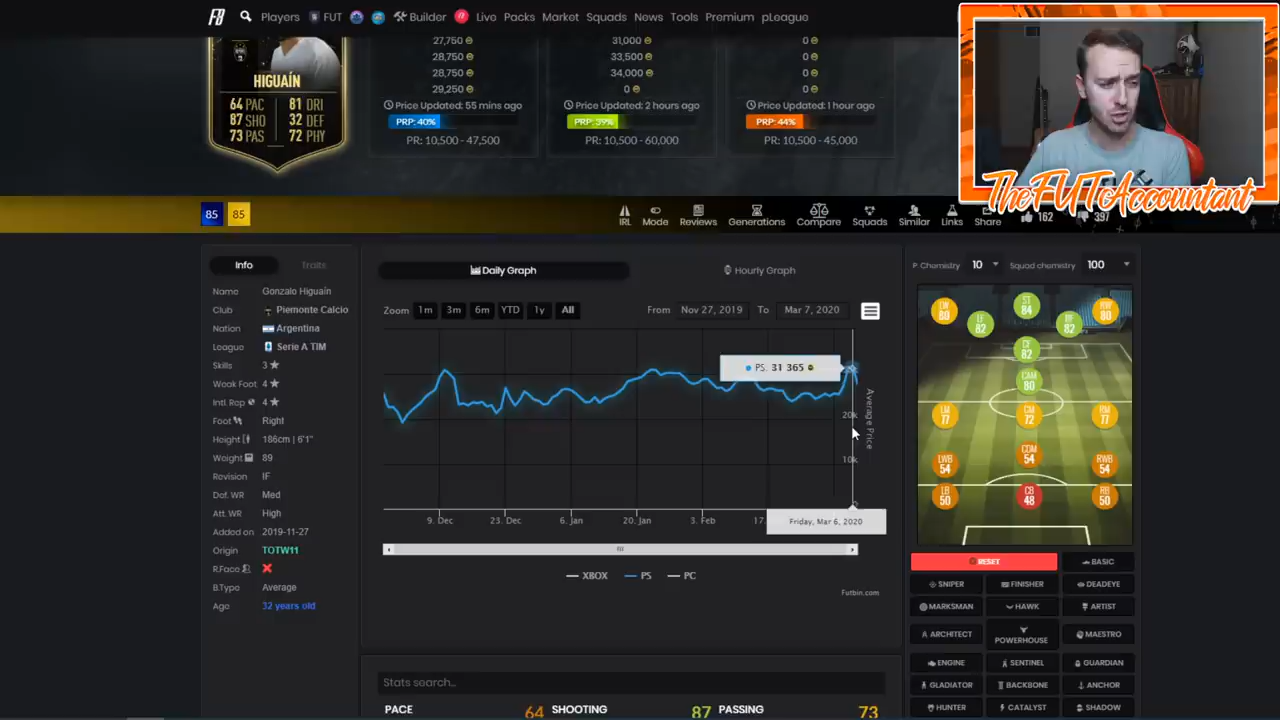 F8 Players FUT Builder Live Packs Market Squads News Tools Premium pLeague
HIGUAÍN
64 PAC 81 DRI
87 SHO 32 DEF
73 PAS 72 PHY
27,750 31,000 0
28,750 33,500 0
28,750 34,000 0
29,250 0 0
Price Updated: 55 mins ago Price Updated: 2 hours ago Price Updated: 1 hour ago
PRP: 40% PRP: 39% PRP: 44%
PR: 10,500 - 47,500 PR: 10,500 - 60,000 PR: 10,500 - 45,000
TheFUTAccountant
85 85
IRL Mode Reviews Generations Compare Squads Similar Links Share 162 397
Info Traits
Name Gonzalo Higuaín
Club Piemonte Calcio
Nation Argentina
League Serie A TIM
Skills 3
Weak Foot 4
Intl.Rep 4
Foot Right
Height 186cm | 6'1"
Weight 89
Revision IF
Def. WR Med
Att. WR High
Added on 2019-11-27
Origin TOTW11
R.Face
B.Type Average
Age 32 years old
Daily Graph Hourly Graph
Zoom 1m 3m 6m YTD 1y All From Nov 27, 2019 To Mar 7, 2020
PS: 31 365
20k
10k
Average Price
9. Dec 23. Dec 6. Jan 20. Jan 3. Feb 17.
Friday, Mar 6, 2020
XBOX PS PC
Futbin.com
Stats search...
PACE 64 SHOOTING 87 PASSING 73
P. Chemistry 10 Squad chemistry 100
LW 80
ST 84
RW 80
LF 82
RF 82
CF 82
CAM 80
LM 77
CM 72
RM 77
LWB 54
CDM 54
RWB 54
LB 50
CB 48
RB 50
RESET BASIC
SNIPER FINISHER DEADEYE
MARKSMAN HAWK ARTIST
ARCHITECT POWERHOUSE MAESTRO
ENGINE SENTINEL GUARDIAN
GLADIATOR BACKBONE ANCHOR
HUNTER CATALYST SHADOW